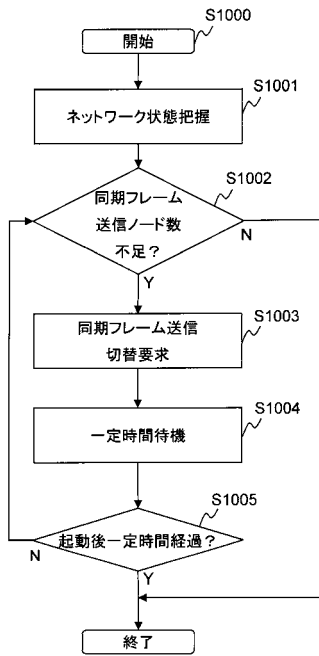 S1000
開始
S1001
ネットワーク状態把握
S1002
同期フレーム
送信ノード数
不足?
N
Y
S1003
同期フレーム送信
切替要求
S1004
一定時間待機
S1005
起動後一定時間経過?
N
Y
終了